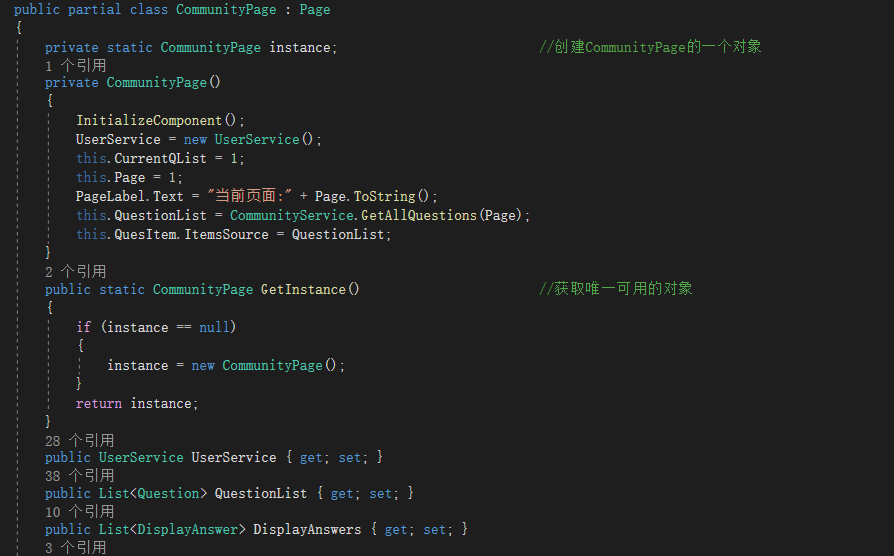 public partial class CommunityPage : Page
{
private static CommunityPage instance; //创建CommunityPage的一个对象
1 个引用
private CommunityPage()
{
InitializeComponent();
UserService = new UserService();
this.CurrentQList = 1;
this.Page = 1;
PageLabel.Text = "当前页面:" + Page.ToString();
this.QuestionList = CommunityService.GetAllQuestions(Page);
this.QuesItem.ItemsSource = QuestionList;
}
2 个引用
public static CommunityPage GetInstance() //获取唯一可用的对象
{
if (instance == null)
{
instance = new CommunityPage();
}
return instance;
}
28 个引用
public UserService UserService { get; set; }
38 个引用
public List<Question> QuestionList { get; set; }
10 个引用
public List<DisplayAnswer> DisplayAnswers { get; set; }
3 个引用